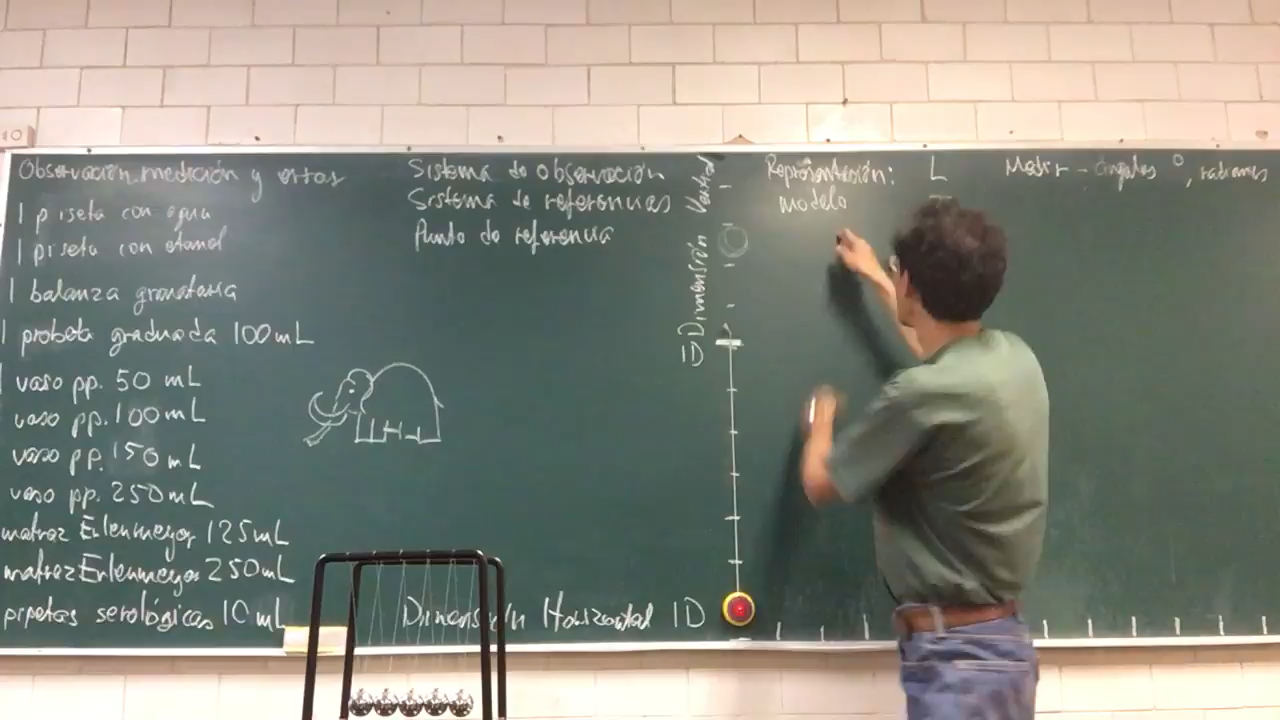 Observación, medición y
1 piseta con agua
1 piseta con etanol
1 balanza granataria
1 probeta graduada 100 mL
1 vaso pp. 50 mL
vaso pp. 100 mL
vaso pp. 150 mL
vaso pp. 250 mL
matraz Erlenmeyer 125 mL
matraz Erlenmeyer 250 mL
pipetas serológicas 10 mL
Sistema de observación
Sistema de referencias
Punto de referencia
Dimensión Horizontal 1D
1D Dimensión Vertical
Representación: L
modelo
Medir - ángulos °, radianes